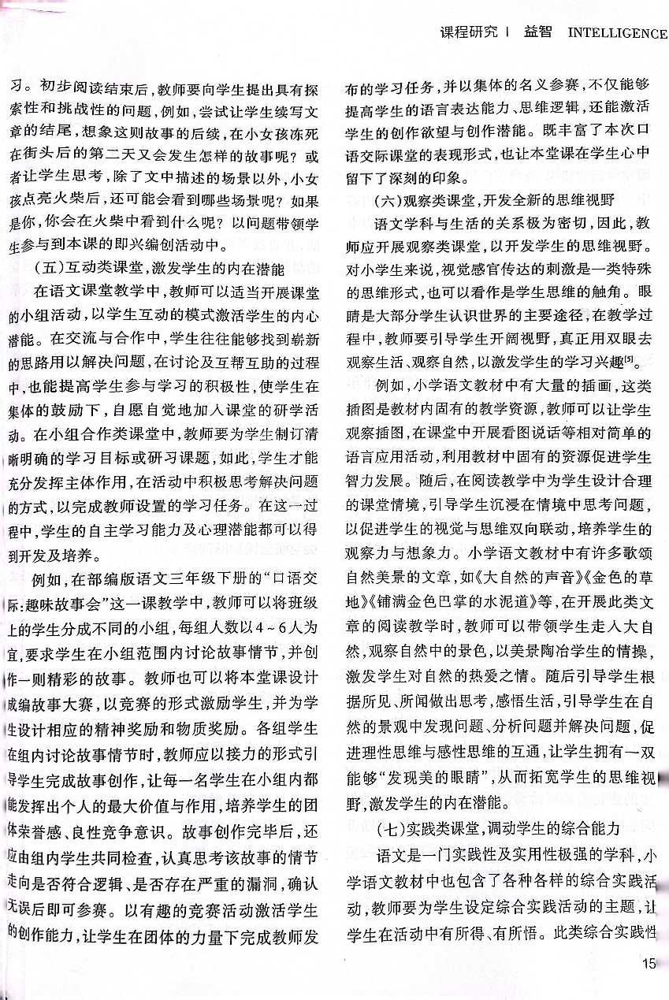 课程研究 | 益智 INTELLIGENCE
习。初步阅读结束后,教师要向学生提出具有探
索性和挑战性的问题,例如,尝试让学生续写文
章的结尾,想象这则故事的后续,在小女孩冻死
在街头后的第二天又会发生怎样的故事呢?或
者让学生思考,除了文中描述的场景以外,小女
孩点亮火柴后,还可能会看到哪些场景呢?如果
是你,你会在火柴中看到什么呢?以问题带领学
生参与到本课的即兴编创活动中。
(五)互动类课堂,激发学生的内在潜能
在语文课堂教学中,教师可以适当开展课堂
的小组活动,以学生互动的模式激活学生的内心
潜能。在交流与合作中,学生往往能够找到崭新
的思路用以解决问题,在讨论及互帮互助的过程
中,也能提高学生参与学习的积极性,使学生在
集体的鼓励下,自愿自觉地加入课堂的研学活
动。在小组合作类课堂中,教师要为学生制订清
晰明确的学习目标或研习课题,如此,学生才能
充分发挥主体作用,在活动中积极思考解决问题
的方式,以完成教师设置的学习任务。在这一过
程中,学生的自主学习能力及心理潜能都可以得
到开发及培养。
例如,在部编版语文三年级下册的“口语交
际:趣味故事会”这一课教学中,教师可以将班级
上的学生分成不同的小组,每组人数以4~6人为
宜,要求学生在小组范围内讨论故事情节,并创
作一则精彩的故事。教师也可以将本堂课设计
成编故事大赛,以竞赛的形式激励学生,并为学
生设计相应的精神奖励和物质奖励。各组学生
在组内讨论故事情节时,教师应以接力的形式引
导学生完成故事创作,让每一名学生在小组内都
能发挥出个人的最大价值与作用,培养学生的团
体荣誉感、良性竞争意识。故事创作完毕后,还
应由组内学生共同检查,认真思考该故事的情节
走向是否符合逻辑、是否存在严重的漏洞,确认
无误后即可参赛。以有趣的竞赛活动激活学生
的创作能力,让学生在团体的力量下完成教师发
布的学习任务,并以集体的名义参赛,不仅能够
提高学生的语言表达能力、思维逻辑,还能激活
学生的创作欲望与创作潜能。既丰富了本次口
语交际课堂的表现形式,也让本堂课在学生心中
留下了深刻的印象。
(六)观察类课堂,开发全新的思维视野
语文学科与生活的关系极为密切,因此,教
师应开展观察类课堂,以开发学生的思维视野。
对小学生来说,视觉感官传达的刺激是一类特殊
的思维形式,也可以看作是学生思维的触角。眼
睛是大部分学生认识世界的主要途径,在教学过
程中,教师要引导学生开阔视野,真正用双眼去
观察生活、观察自然,以激发学生的学习兴趣[5]。
例如,小学语文教材中有大量的插画,这类
插图是教材内固有的教学资源,教师可以让学生
观察插图,在课堂中开展看图说话等相对简单的
语言应用活动,利用教材中固有的资源促进学生
智力发展。随后,在阅读教学中为学生设计合理
的课堂情境,引导学生沉浸在情境中思考问题,
以促进学生的视觉与思维双向联动,培养学生的
观察力与想象力。小学语文教材中有许多歌颂
自然美景的文章,如《大自然的声音》《金色的草
地》《铺满金色巴掌的水泥道》等,在开展此类文
章的阅读教学时,教师可以带领学生走入大自
然,观察自然中的景色,以美景陶冶学生的情操,
激发学生对自然的热爱之情。随后引导学生根
据所见、所闻做出思考,感悟生活,引导学生在自
然的景观中发现问题、分析问题并解决问题,促
进理性思维与感性思维的互通,让学生拥有一双
能够“发现美的眼睛”,从而拓宽学生的思维视
野,激发学生的内在潜能。
(七)实践类课堂,调动学生的综合能力
语文是一门实践性及实用性极强的学科,小
学语文教材中也包含了各种各样的综合实践活
动,教师要为学生设定综合实践活动的主题,让
学生在活动中有所得、有所悟。此类综合实践性
15